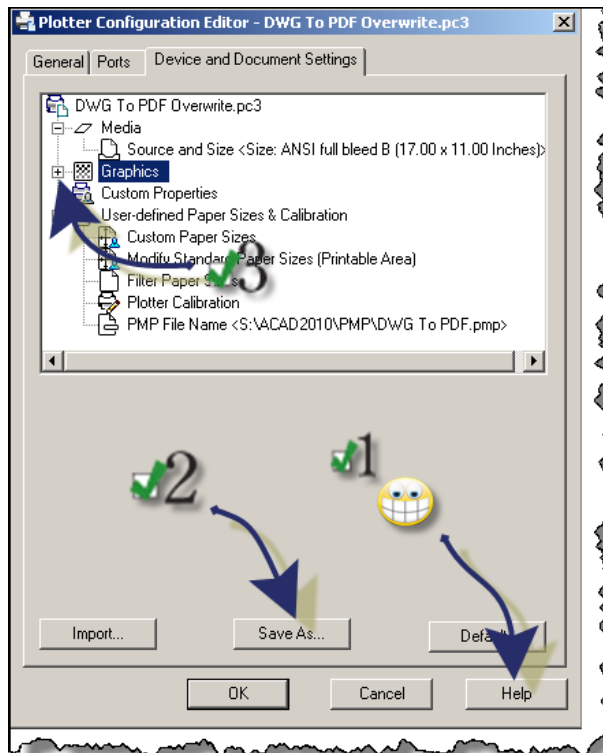 Plotter Configuration Editor - DWG To PDF Overwrite.pc3
General Ports Device and Document Settings
DWG To PDF Overwrite.pc3
Media
Source and Size <Size: ANSI full bleed B (17.00 x 11.00 Inches)>
Graphics
Custom Properties
User-defined Paper Sizes & Calibration
Custom Paper Sizes
Modify Standard Paper Sizes (Printable Area)
3
Filter Paper Sizes
Plotter Calibration
PMP File Name <S:\ACAD2010\PMP\DWG To PDF.pmp>
2 1
Import... Save As...
OK Cancel Help